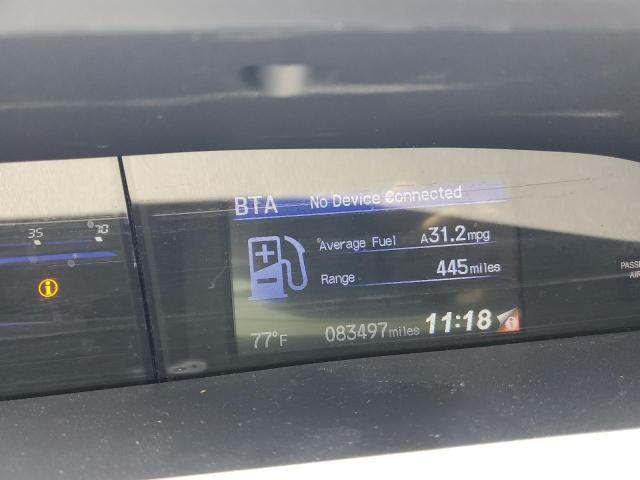 BTA No Device Connected
35 70
Average Fuel A31.2mpg
Range 445miles
i
77°F 083497miles 11:18 i